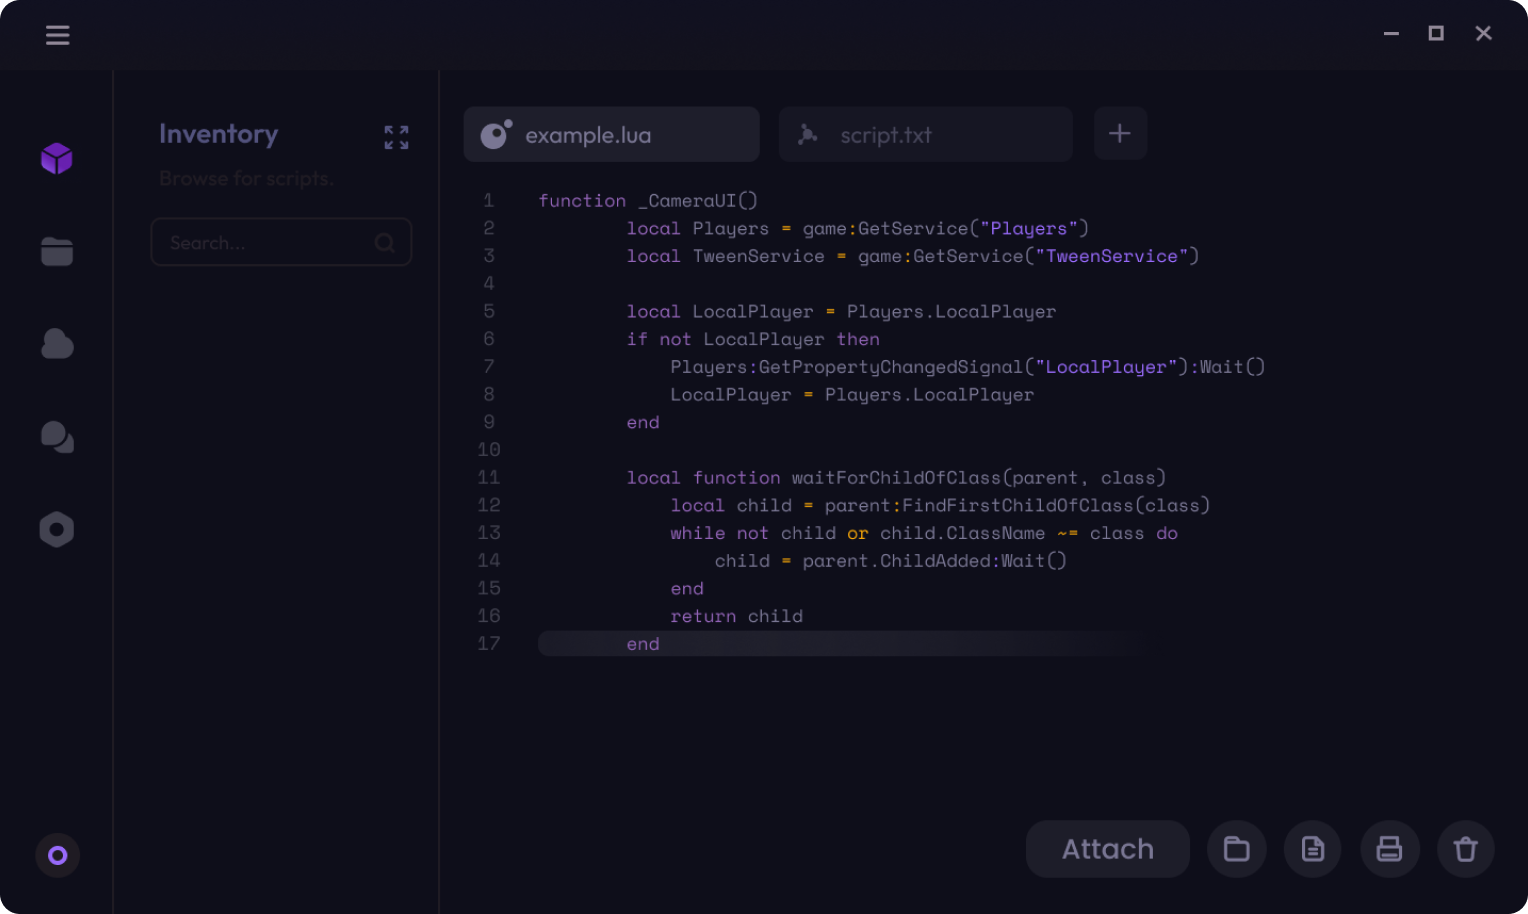 Inventory
Browse for scripts.
Search...
example.lua
script.txt
1 function _CameraUI()
2 local Players = game:GetService("Players")
3 local TweenService = game:GetService("TweenService")
4
5 local LocalPlayer = Players.LocalPlayer
6 if not LocalPlayer then
7 Players:GetPropertyChangedSignal("LocalPlayer"):Wait()
8 LocalPlayer = Players.LocalPlayer
9 end
10
11 local function waitForChildOfClass(parent, class)
12 local child = parent:FindFirstChildOfClass(class)
13 while not child or child.ClassName ~= class do
14 child = parent.ChildAdded:Wait()
15 end
16 return child
17 end
Attach